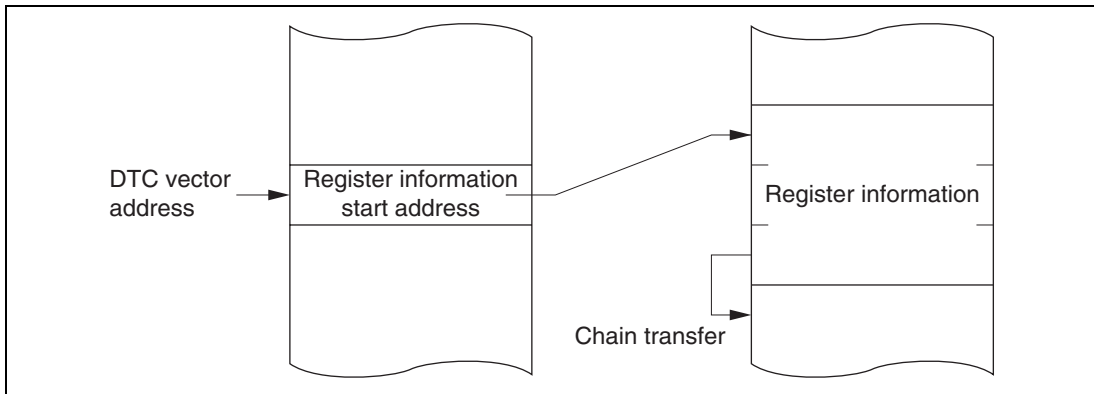 DTC vector
address
Register information
start address
Register information
Chain transfer